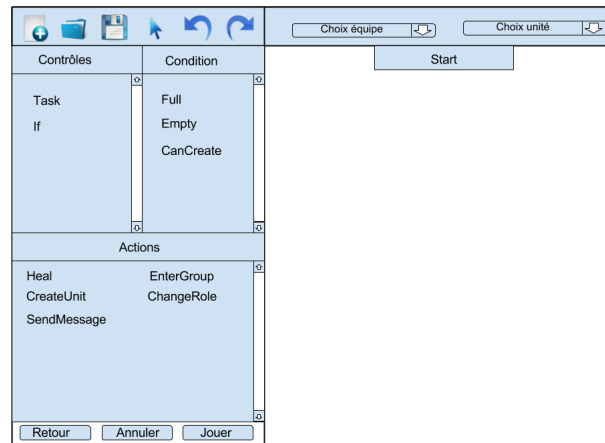 Choix équipe
Choix unité
Contrôles
Condition
Start
Task
If
Full
Empty
CanCreate
Actions
Heal
EnterGroup
CreateUnit
ChangeRole
SendMessage
Retour
Annuler
Jouer